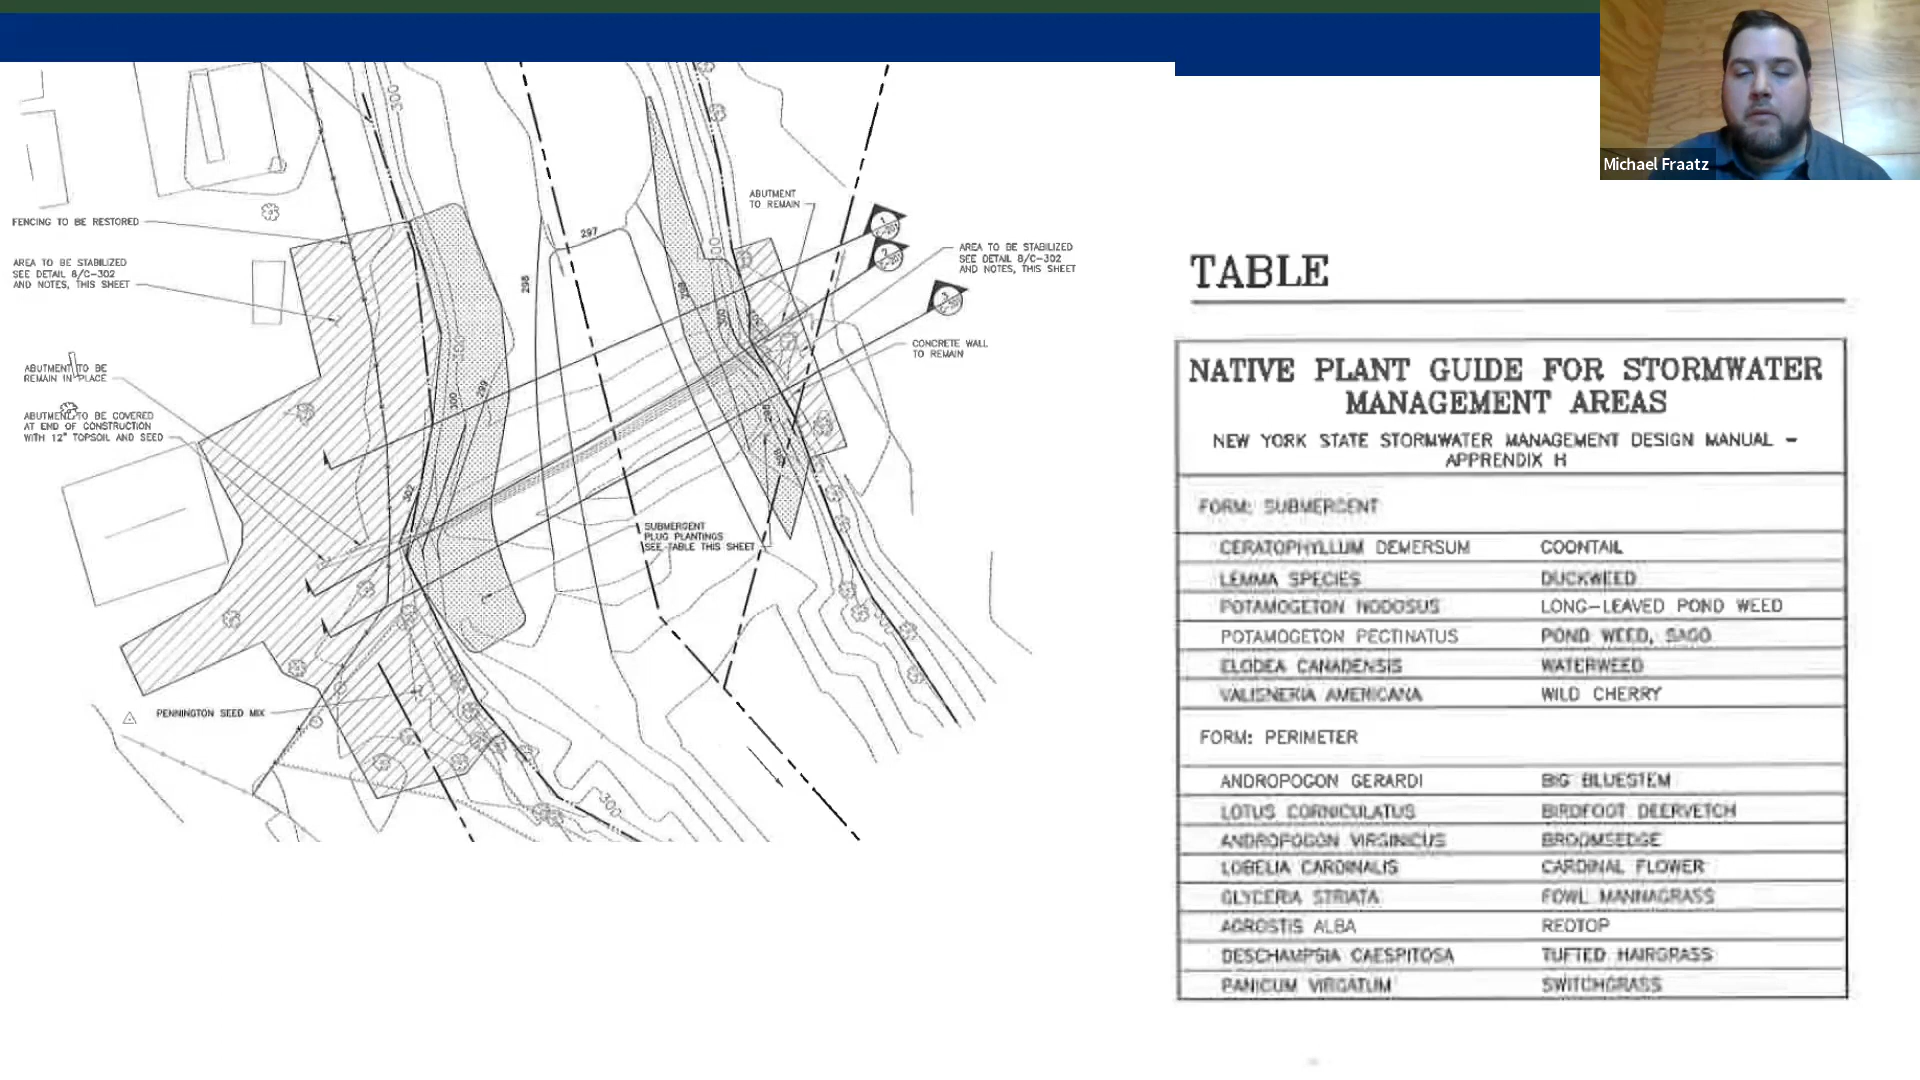 Michael Fraatz
FENCING TO BE RESTORED
AREA TO BE STABILIZED
SEE DETAIL 8/C-302
AND NOTES, THIS SHEET
ABUTMENT TO BE
REMAIN IN PLACE
ABUTMENT TO BE COVERED
AT END OF CONSTRUCTION
WITH 12" TOPSOIL AND SEED
PENNINGTON SEED MIX
SUBMERGENT
PLUG PLANTINGS
SEE TABLE THIS SHEET
ABUTMENT
TO REMAIN
AREA TO BE STABILIZED
SEE DETAIL 8/C-302
AND NOTES, THIS SHEET
CONCRETE WALL
TO REMAIN
1
2
3
300
297
298
300
300
299
302
300
TABLE
NATIVE PLANT GUIDE FOR STORMWATER
MANAGEMENT AREAS
NEW YORK STATE STORMWATER MANAGEMENT DESIGN MANUAL -
APPRENDIX H
FORM: SUBMERGENT
CERATOPHYLLUM DEMERSUM COONTAIL
LEMMA SPECIES DUCKWEED
POTAMOGETON NODOSUS LONG-LEAVED POND WEED
POTAMOGETON PECTINATUS POND WEED, SAGO
ELODEA CANADENSIS WATERWEED
VALISNERIA AMERICANA WILD CHERRY
FORM: PERIMETER
ANDROPOGON GERARDI BIG BLUESTEM
LOTUS CORNICULATUS BIRDFOOT DEERVETCH
ANDROPOGON VIRGINICUS BROOMSEDGE
LOBELIA CARDINALIS CARDINAL FLOWER
GLYCERIA STRIATA FOWL MANNAGRASS
AGROSTIS ALBA REDTOP
DESCHAMPSIA CAESPITOSA TUFTED HAIRGRASS
PANICUM VIRGATUM SWITCHGRASS